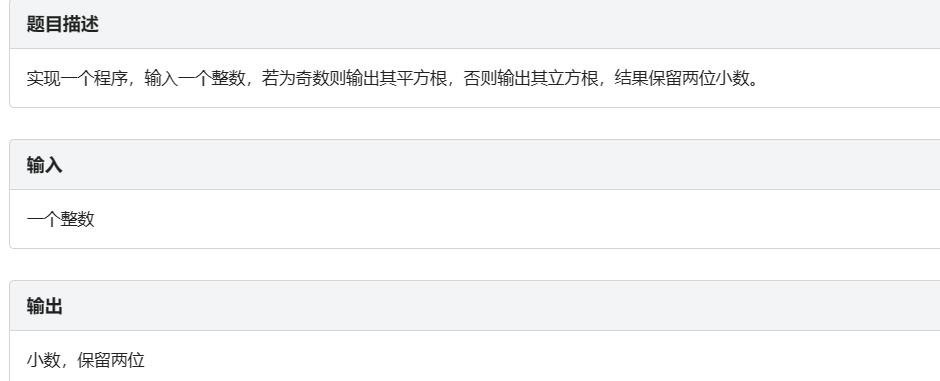 题目描述
实现一个程序，输入一个整数，若为奇数则输出其平方根，否则输出其立方根，结果保留两位小数。
输入
一个整数
输出
小数，保留两位